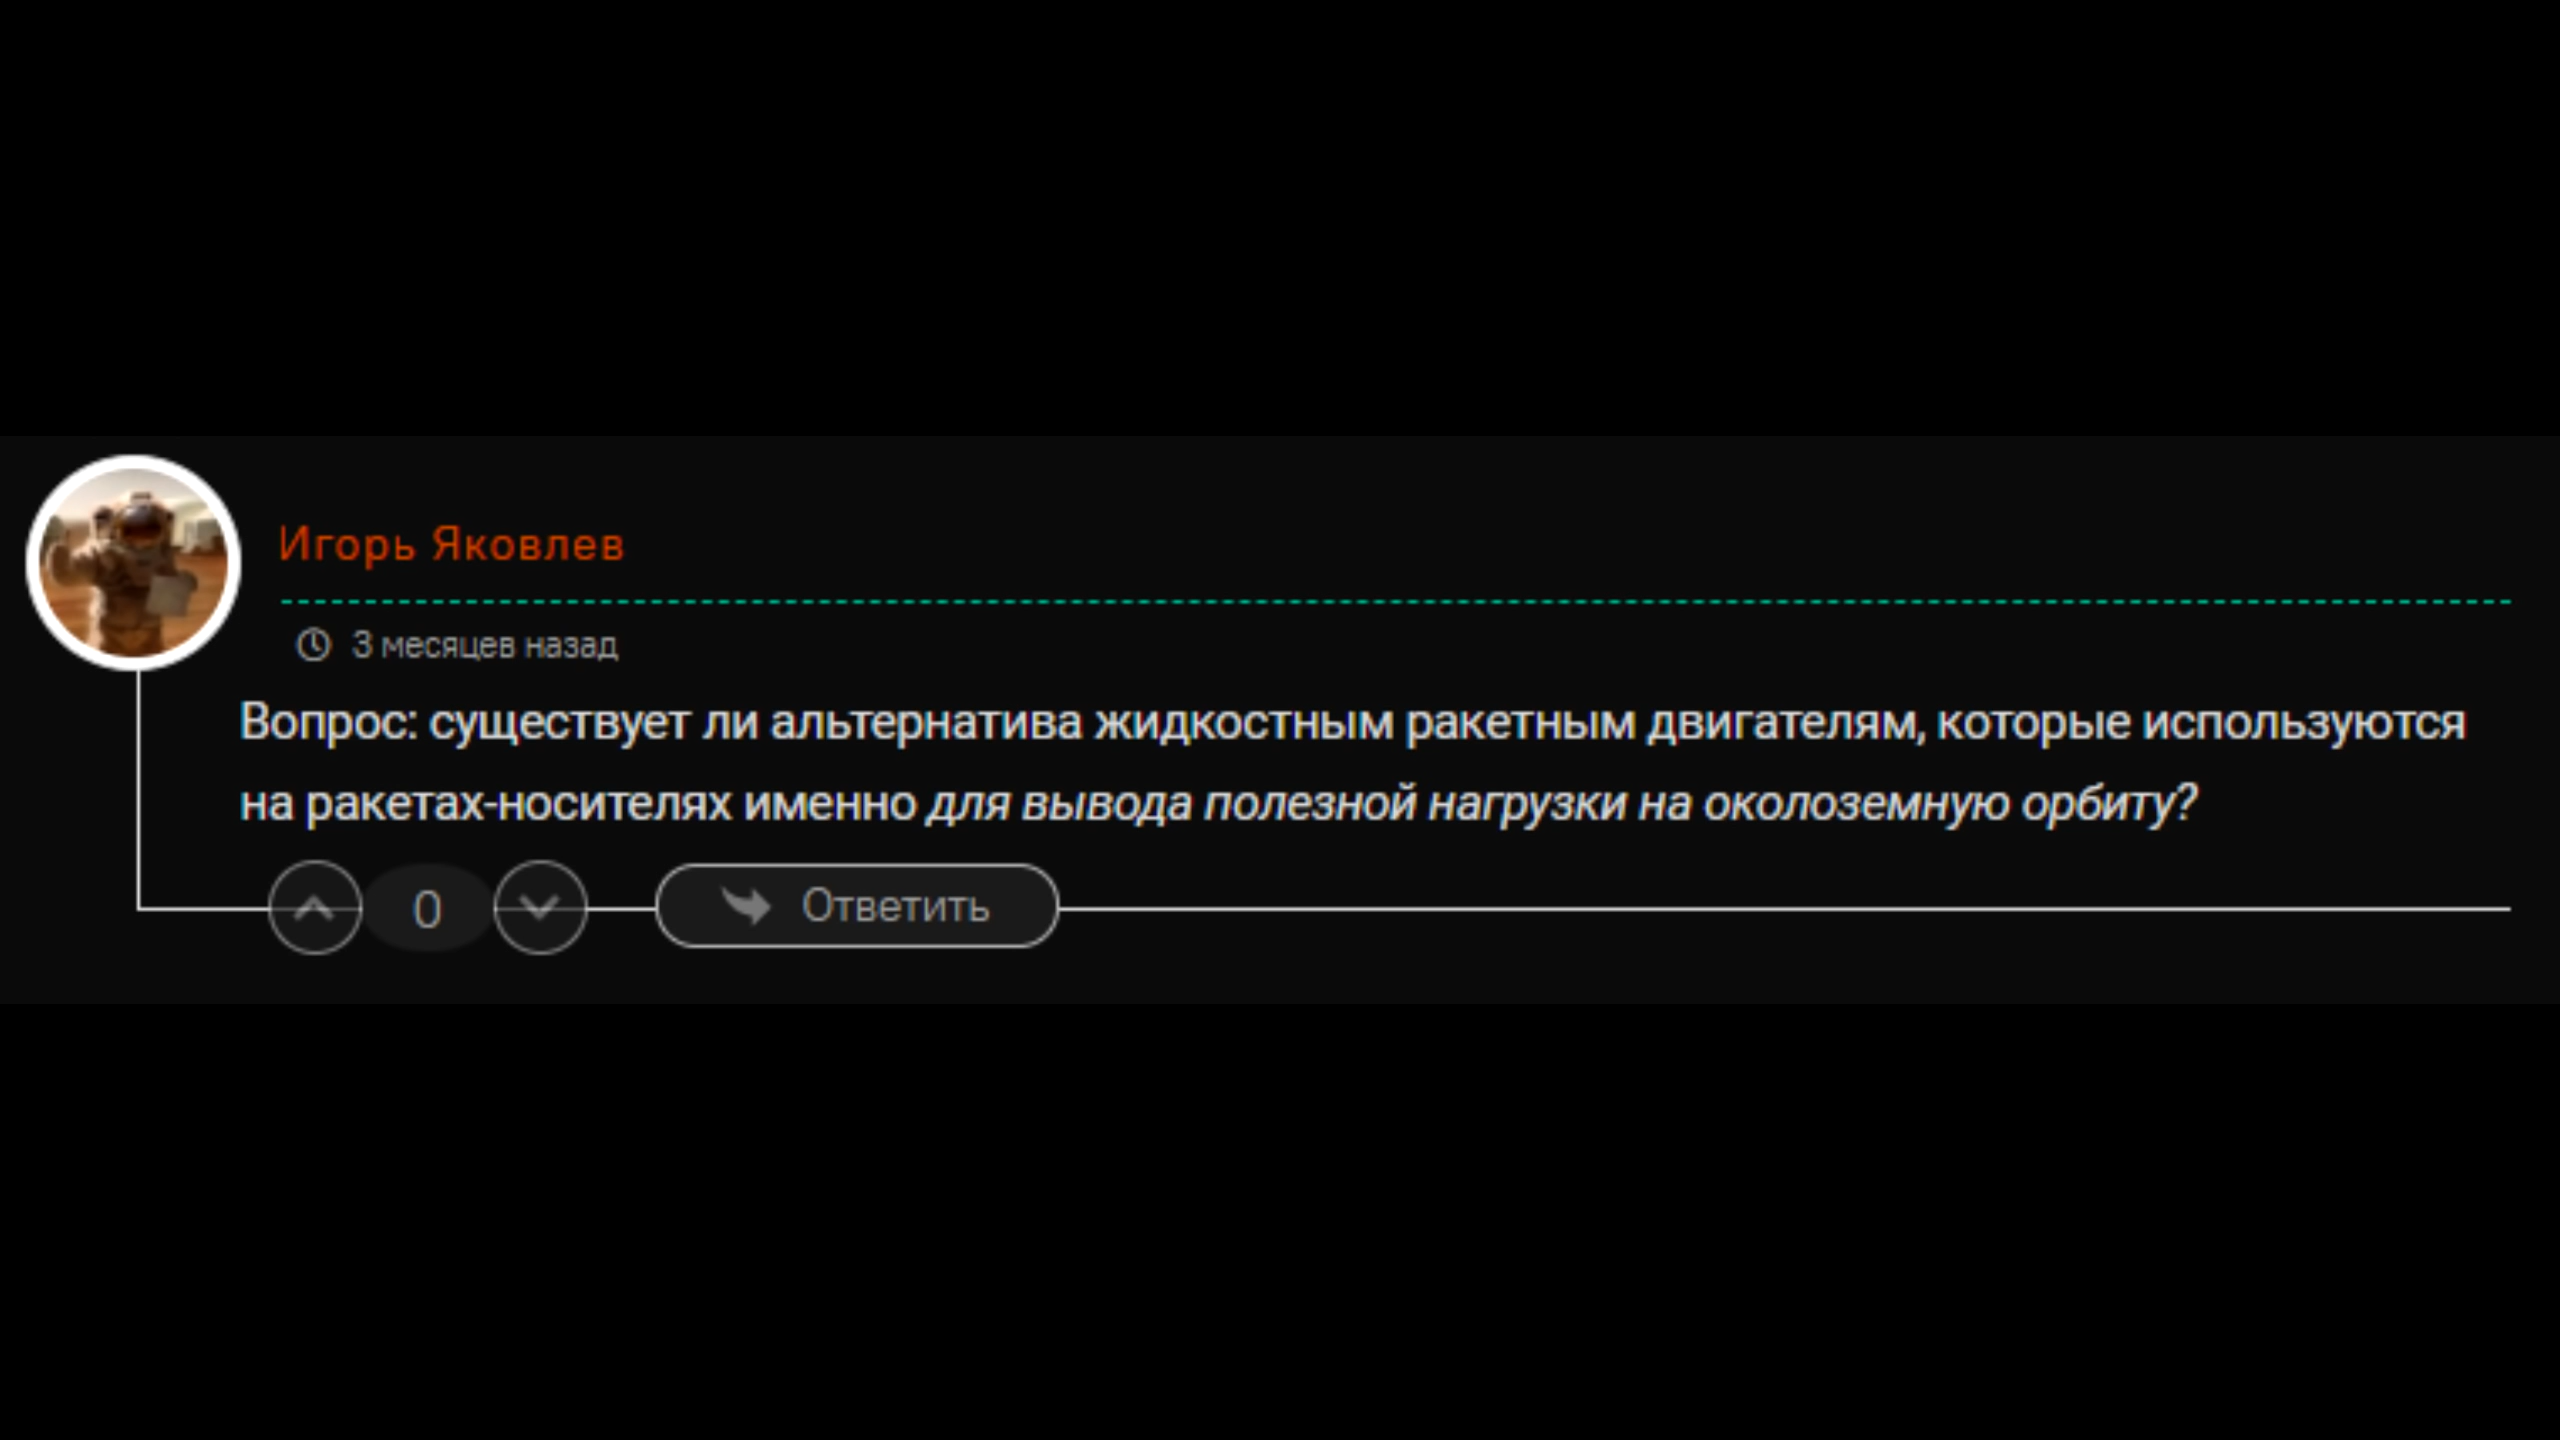 Игорь Яковлев
3 месяцев назад
Вопрос: существует ли альтернатива жидкостным ракетным двигателям, которые используются
на ракетах-носителях именно для вывода полезной нагрузки на околоземную орбиту?
0
Ответить